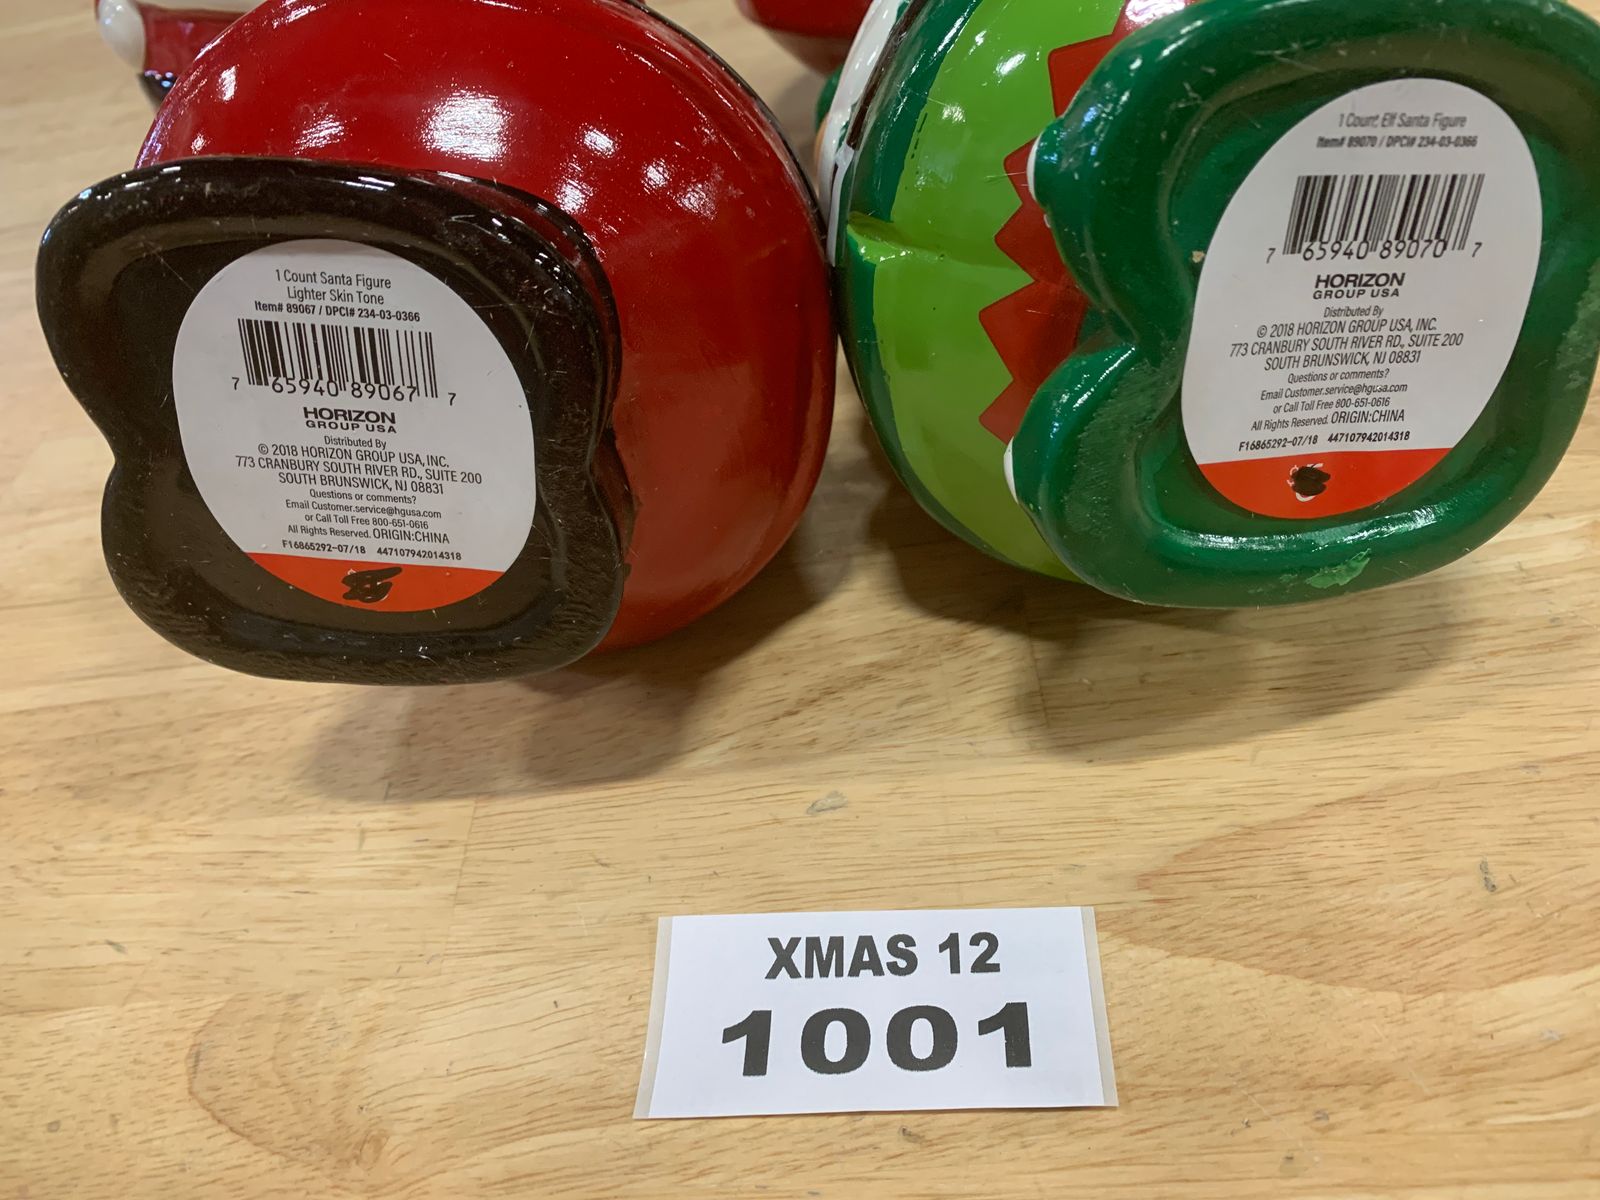 1 Count Santa Figure
Lighter Skin Tone
Item# 89067 / DPCI# 234-03-0366
7 65940 89067 7
HORIZON
GROUP USA
Distributed By
© 2018 HORIZON GROUP USA, INC.
773 CRANBURY SOUTH RIVER RD., SUITE 200
SOUTH BRUNSWICK, NJ 08831
Questions or comments?
Email Customer.service@hgusa.com
or Call Toll Free 800-651-0616
All Rights Reserved. ORIGIN:CHINA
F16865292-07/18 447107942014318
1 Count Elf Santa Figure
Item# 89070 / DPCI# 234-03-0366
7 65940 89070 7
HORIZON
GROUP USA
Distributed By
© 2018 HORIZON GROUP USA, INC.
773 CRANBURY SOUTH RIVER RD., SUITE 200
SOUTH BRUNSWICK, NJ 08831
Questions or comments?
Email Customer.service@hgusa.com
or Call Toll Free 800-651-0616
All Rights Reserved. ORIGIN:CHINA
F16865292-07/18 447107942014318
XMAS 12
1001